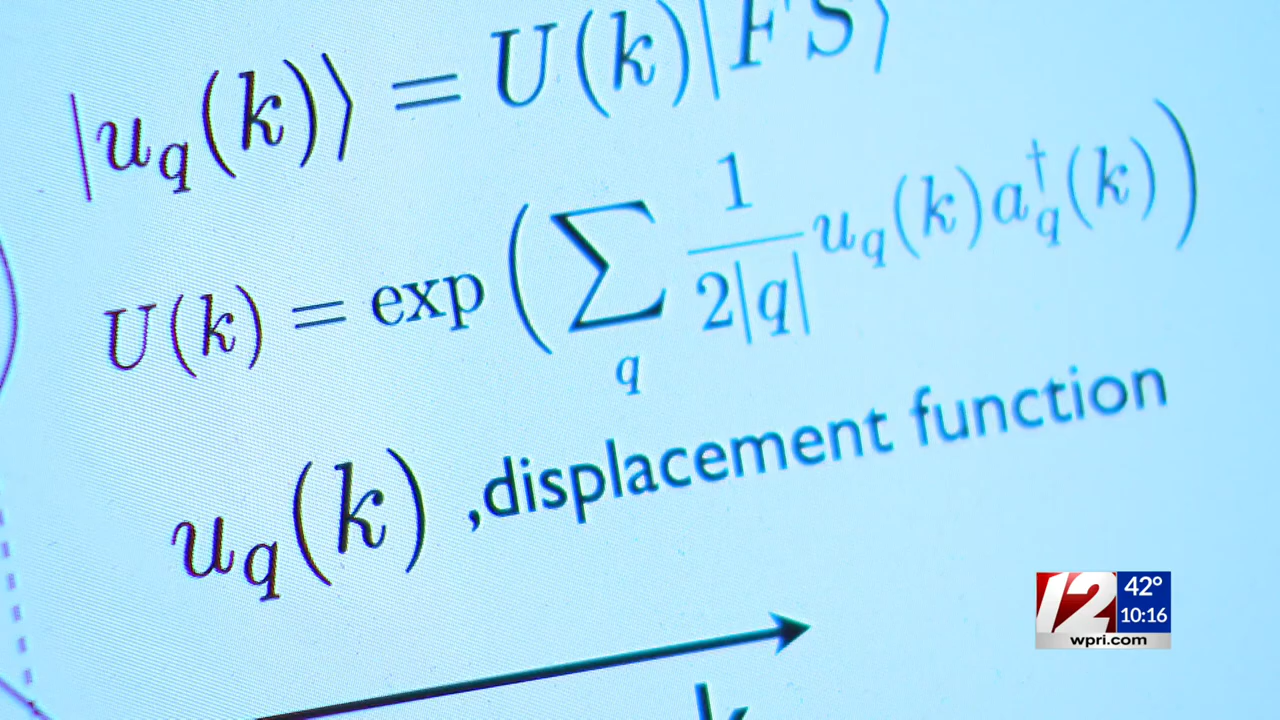 |u_q(k)⟩ = U(k)|FS⟩
U(k) = exp ( ∑_q 1/(2|q|) u_q(k) a_q^†(k) )
u_q(k) ,displacement function
k
12 42°
10:16
wpri.com